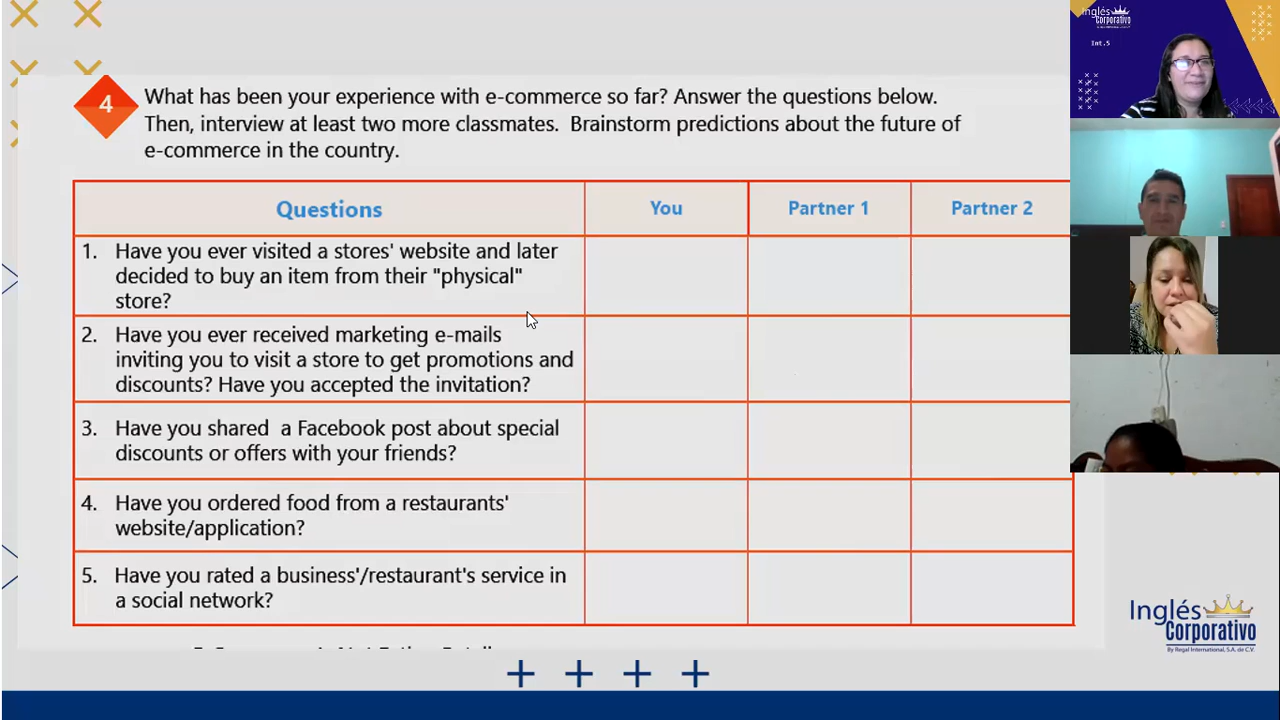 4
What has been your experience with e-commerce so far? Answer the questions below.
Then, interview at least two more classmates. Brainstorm predictions about the future of
e-commerce in the country.
Questions
You
Partner 1
Partner 2
1. Have you ever visited a stores' website and later
decided to buy an item from their "physical"
store?
2. Have you ever received marketing e-mails
inviting you to visit a store to get promotions and
discounts? Have you accepted the invitation?
3. Have you shared a Facebook post about special
discounts or offers with your friends?
4. Have you ordered food from a restaurants'
website/application?
5. Have you rated a business'/restaurant's service in
a social network?
Inglés
Corporativo
Int.5
Inglés
Corporativo
By Regal International, S.A. de C.V.